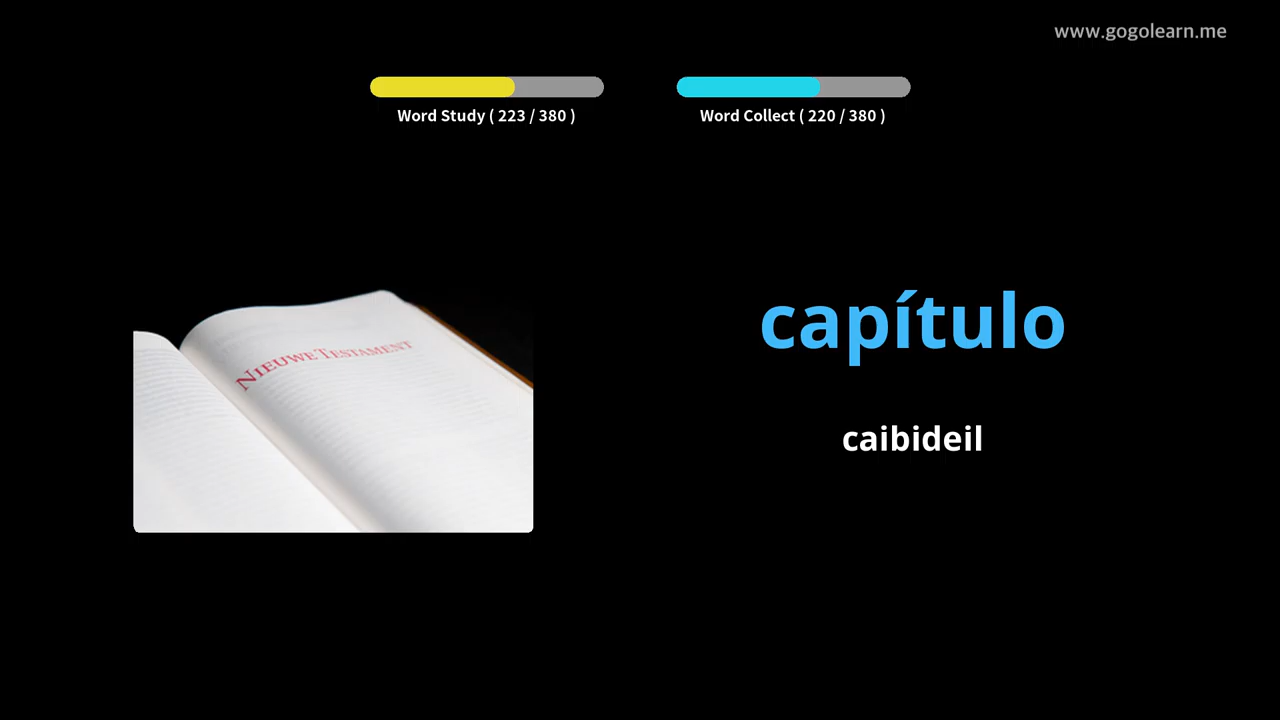 www.gogolearn.me
Word Study ( 223 / 380 )
Word Collect ( 220 / 380 )
NIEUWE TESTAMENT
capítulo
caibideil